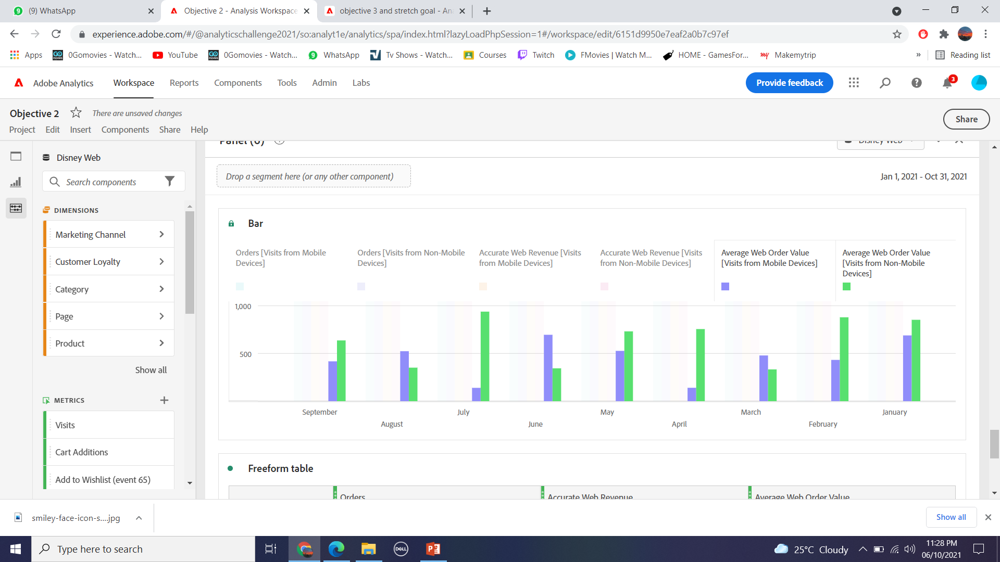 9 (9) WhatsApp
Objective 2 - Analysis Workspace
objective 3 and stretch goal - An
experience.adobe.com/#/@analyticschallenge2021/so:analyt1e/analytics/spa/index.html?lazyLoadPhpSession=1#/workspace/edit/6151d9950e7eaf2a0b7c97ef
Apps
GO movies 0Gomovies - Watch...
YouTube
GO movies 0Gomovies - Watch...
9 WhatsApp
Tv Shows - Watch...
Courses
Twitch
FMovies | Watch M...
HOME - GamesFor...
my Makemytrip
»
Reading list
Adobe Analytics
Workspace
Reports
Components
Tools
Admin
Labs
Provide feedback
3
Objective 2
There are unsaved changes
Share
Project
Edit
Insert
Components
Share
Help
Panel (6)
Disney Web
Disney Web
Search components
Drop a segment here (or any other component)
Jan 1, 2021 - Oct 31, 2021
DIMENSIONS
Marketing Channel
Customer Loyalty
Category
Page
Product
Show all
METRICS
Visits
Cart Additions
Add to Wishlist (event 65)
Bar
Orders [Visits from Mobile
Devices]
Orders [Visits from Non-Mobile
Devices]
Accurate Web Revenue [Visits
from Mobile Devices]
Accurate Web Revenue [Visits
from Non-Mobile Devices]
Average Web Order Value
[Visits from Mobile Devices]
Average Web Order Value
[Visits from Non-Mobile
Devices]
1,000
500
September
August
July
June
May
April
March
February
January
Freeform table
Orders
Accurate Web Revenue
Average Web Order Value
smiley-face-icon-s....jpg
Show all
Type here to search
DELL
P
25°C Cloudy
11:28 PM
06/10/2021